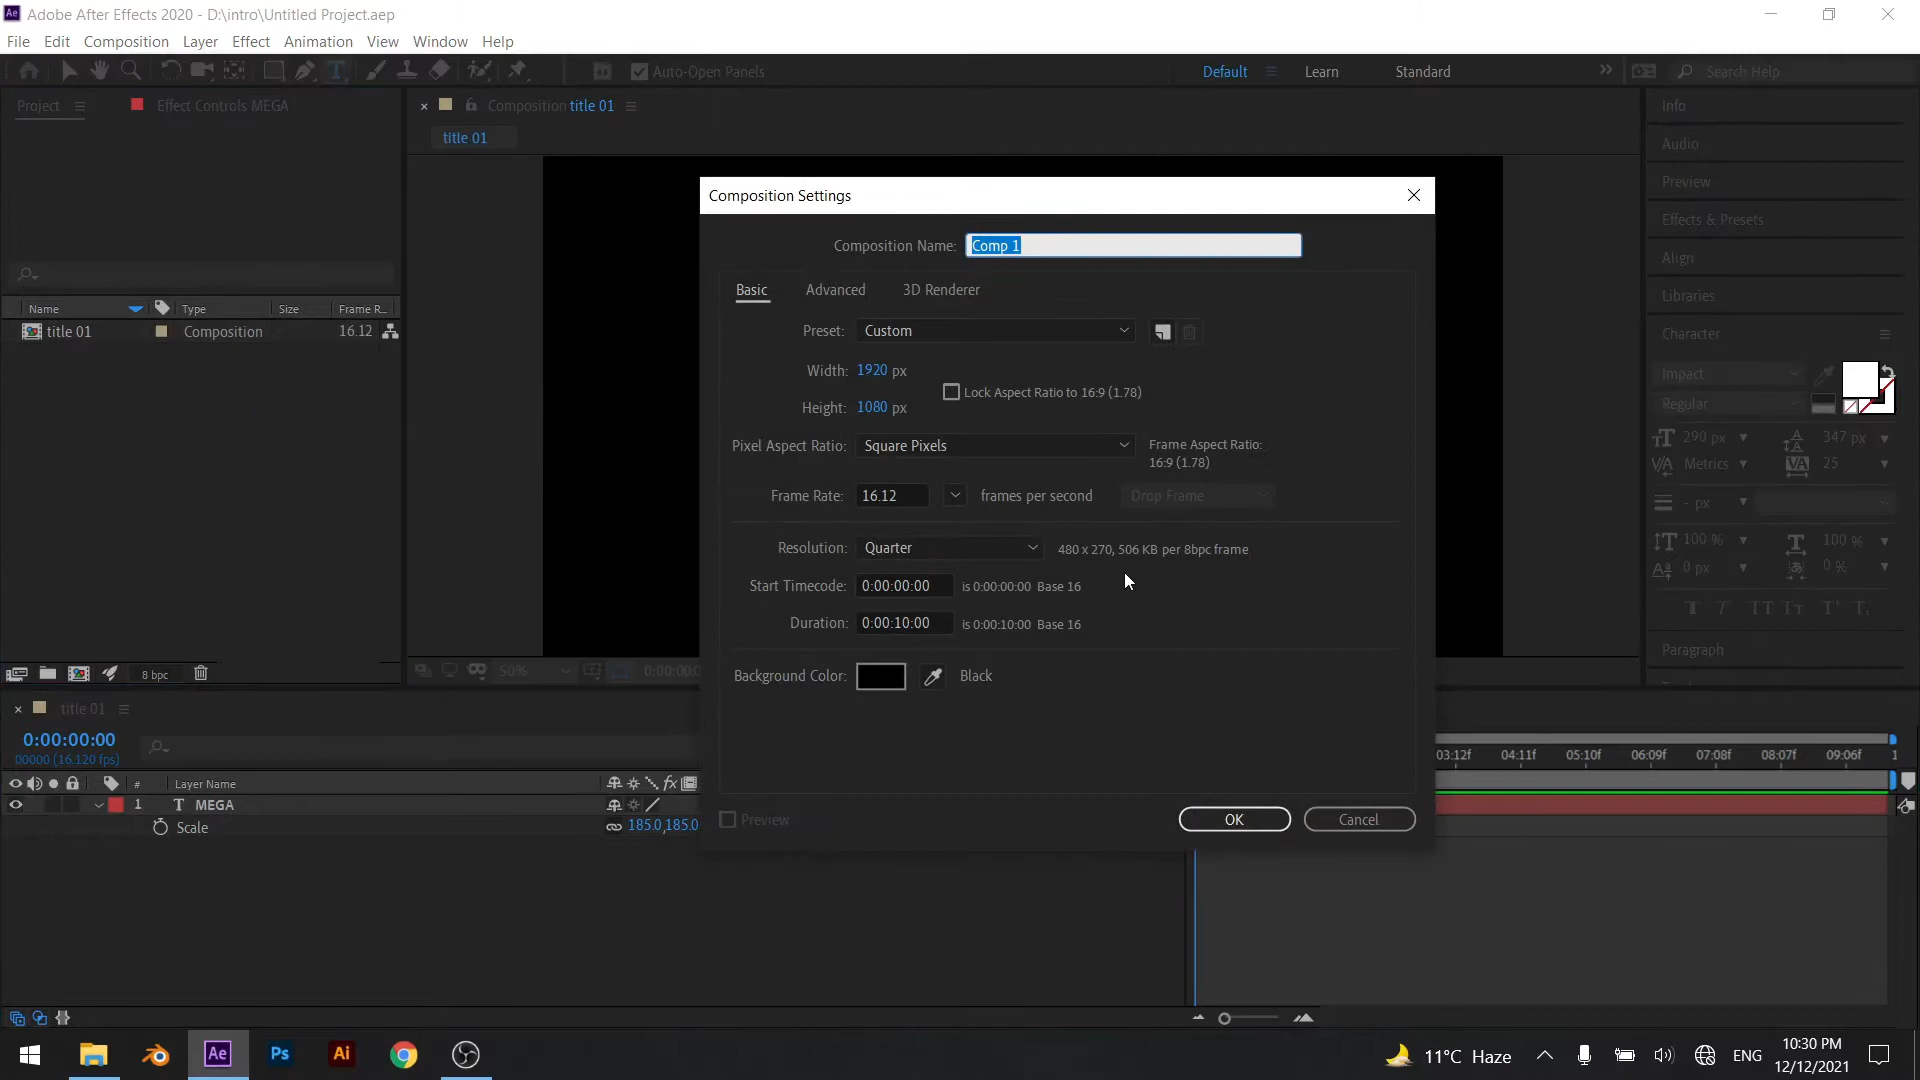 Adobe After Effects 2020 - D:\intro\Untitled Project.aep
File Edit Composition Layer Effect Animation View Window Help
Auto-Open Panels Default Learn Standard Search Help
Project Effect Controls MEGA Composition title 01 Info
title 01
Audio
Preview
Effects & Presets
Align
Libraries
Character
Composition Settings
Composition Name: Comp 1
Basic Advanced 3D Renderer
Preset: Custom
Width: 1920 px
Lock Aspect Ratio to 16:9 (1.78)
Height: 1080 px
Pixel Aspect Ratio: Square Pixels Frame Aspect Ratio:
16:9 (1.78)
Frame Rate: 16.12 frames per second Drop Frame
Resolution: Quarter 480 x 270, 506 KB per 8bpc frame
Start Timecode: 0:00:00:00 is 0:00:00:00 Base 16
Duration: 0:00:10:00 is 0:00:10:00 Base 16
Background Color: Black
Preview OK Cancel
Name Type Size Frame R...
title 01 Composition 16.12
Impact
Regular
290 px 347 px
Metrics 25
- px
100 % 100 %
0 px 0 %
Paragraph
8 bpc 50%
title 01
0:00:00:00
00000 (16.120 fps)
03:12f 04:11f 05:10f 06:09f 07:08f 08:07f 09:06f
# Layer Name
1 T MEGA
Scale 185.0,185.0
Ae Ps Ai
11°C Haze ENG 10:30 PM
12/12/2021